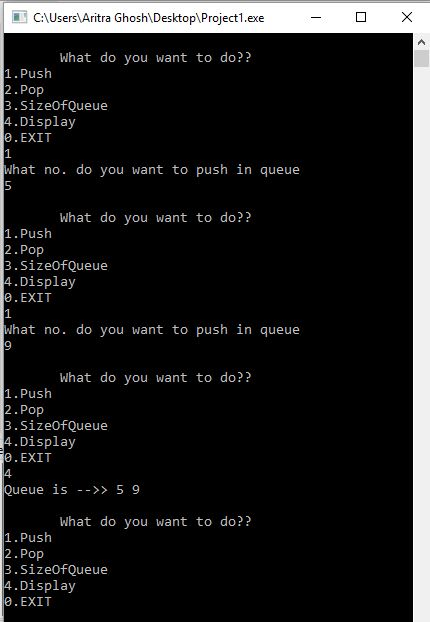 C:\Users\Aritra Ghosh\Desktop\Project1.exe
What do you want to do??
1.Push
2.Pop
3.SizeOfQueue
4.Display
0.EXIT
1
What no. do you want to push in queue
5
What do you want to do??
1.Push
2.Pop
3.SizeOfQueue
4.Display
0.EXIT
1
What no. do you want to push in queue
9
What do you want to do??
1.Push
2.Pop
3.SizeOfQueue
4.Display
0.EXIT
4
Queue is -->> 5 9
What do you want to do??
1.Push
2.Pop
3.SizeOfQueue
4.Display
0.EXIT